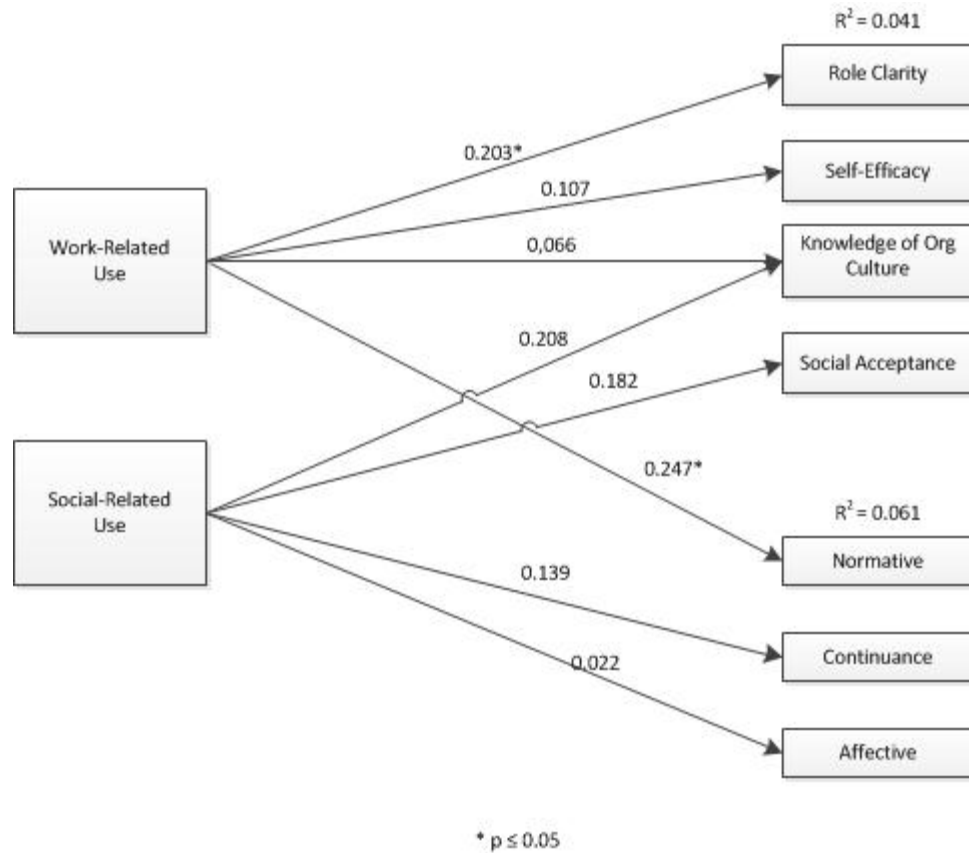 R² = 0.041
Role Clarity
0.203*
Self-Efficacy
0.107
Work-Related
Use
0,066
Knowledge of Org
Culture
0.208
Social Acceptance
0.182
0.247*
Social-Related
Use
R² = 0.061
Normative
0.139
Continuance
0,022
Affective
* p ≤ 0.05